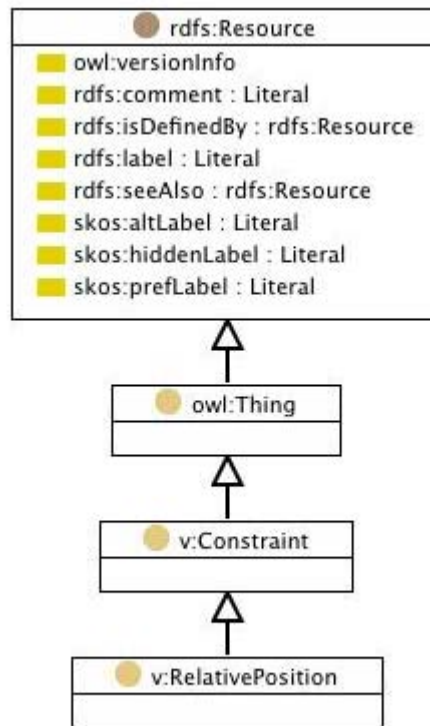 rdfs:Resource
owl:versionInfo
rdfs:comment : Literal
rdfs:isDefinedBy : rdfs:Resource
rdfs:label : Literal
rdfs:seeAlso : rdfs:Resource
skos:altLabel : Literal
skos:hiddenLabel : Literal
skos:prefLabel : Literal
owl:Thing
v:Constraint
v:RelativePosition